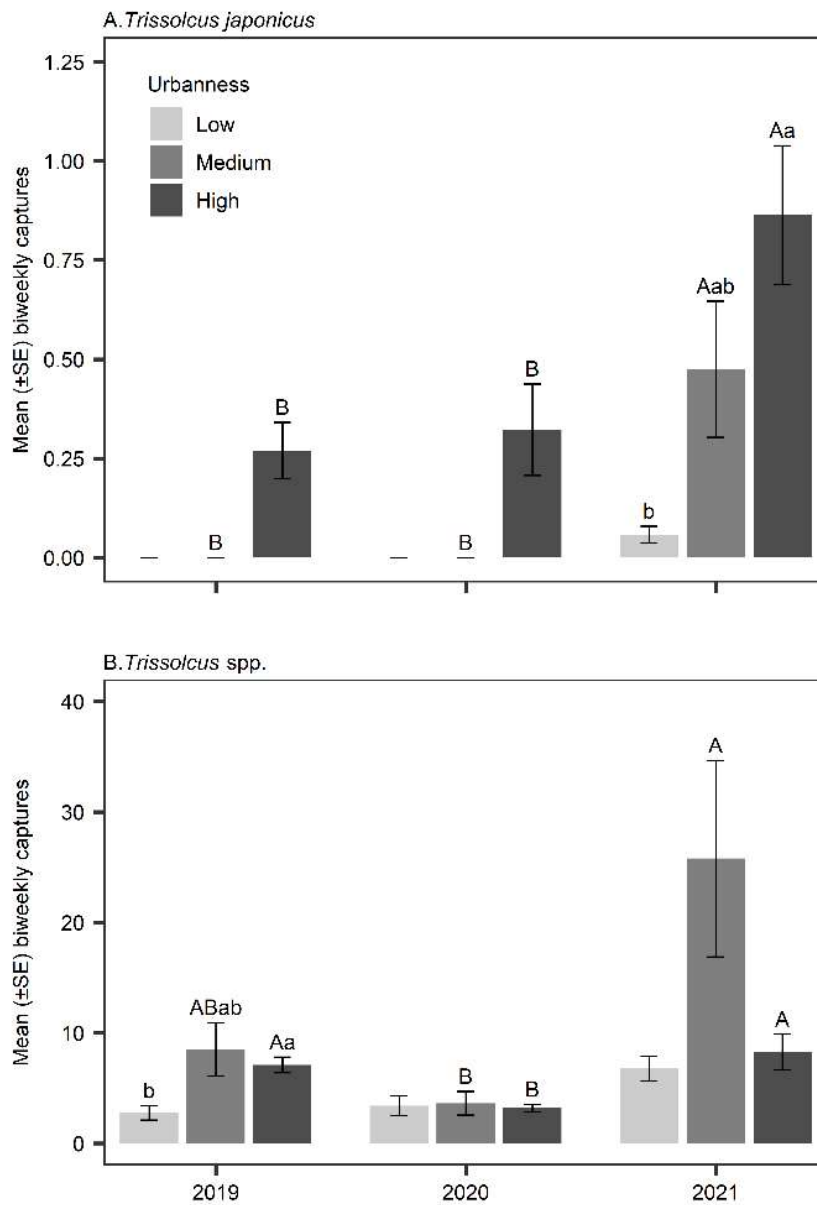 A.Trissolcus japonicus
Mean (±SE) biweekly captures
1.25
1.00
0.75
0.50
0.25
0.00
Urbanness
Low
Medium
High
B
B
B
B
b
Aab
Aa
B.Trissolcus spp.
Mean (±SE) biweekly captures
40
30
20
10
0
b
ABab
Aa
B
B
A
A
2019
2020
2021